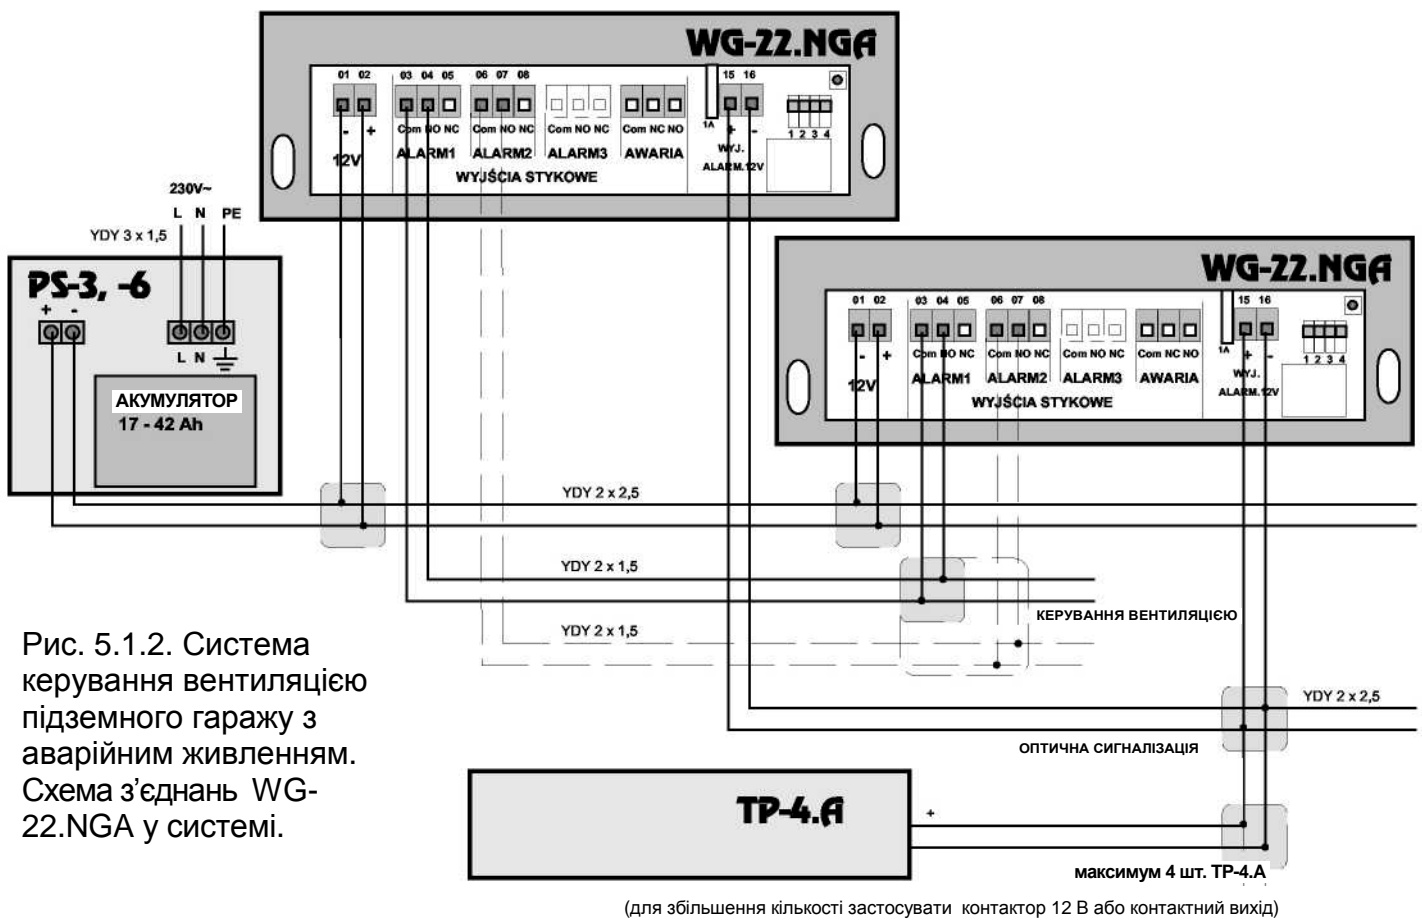 WG-22.NGA
01 02 03 04 05 06 07 08 15 16
1A
- + Com NO NC Com NO NC Com NO NC Com NC NO + - 1 2 3 4
12V ALARM1 ALARM2 ALARM3 AWARIA WYJ.
ALARM.12V
WYJŚCIA STYKOWE
230V~
L N PE
YDY 3 x 1,5
PS-3, -6
+ -
L N
АКУМУЛЯТОР
17 - 42 Ah
WG-22.NGA
01 02 03 04 05 06 07 08 15 16
1A
- + Com NO NC Com NO NC Com NO NC Com NC NO + - 1 2 3 4
12V ALARM1 ALARM2 ALARM3 AWARIA WYJ.
ALARM.12V
WYJŚCIA STYKOWE
YDY 2 x 2,5
YDY 2 x 1,5
КЕРУВАННЯ ВЕНТИЛЯЦІЄЮ
YDY 2 x 1,5
YDY 2 x 2,5
ОПТИЧНА СИГНАЛІЗАЦІЯ
Рис. 5.1.2. Система
керування вентиляцією
підземного гаражу з
аварійним живленням.
Схема з’єднань WG-
22.NGA у системі.
TP-4.A
+
максимум 4 шт. TP-4.A
(для збільшення кількості застосувати контактор 12 В або контактний вихід)